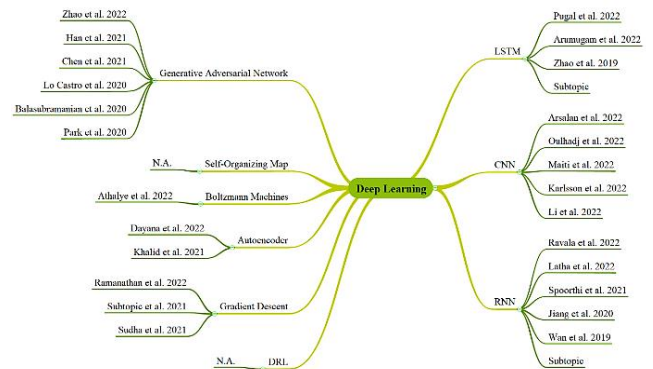 Zhao et al. 2022
Han et al. 2021
Chen et al. 2021
Lo Castro et al. 2020
Balasubramanian et al. 2020
Park et al. 2020
Generative Adversarial Network
N.A.
Self-Organizing Map
Athalye et al. 2022
Boltzmann Machines
Dayana et al. 2022
Khalid et al. 2021
Autoencoder
Ramanathan et al. 2022
Subtopic et al. 2021
Sudha et al. 2021
Gradient Descent
N.A.
DRL
Deep Learning
LSTM
Pugal et al. 2022
Arumugam et al. 2022
Zhao et al. 2019
Subtopic
CNN
Arsalan et al. 2022
Oulhadj et al. 2022
Maiti et al. 2022
Karlsson et al. 2022
Li et al. 2022
RNN
Ravala et al. 2022
Latha et al. 2022
Spoorthi et al. 2021
Jiang et al. 2020
Wan et al. 2019
Subtopic